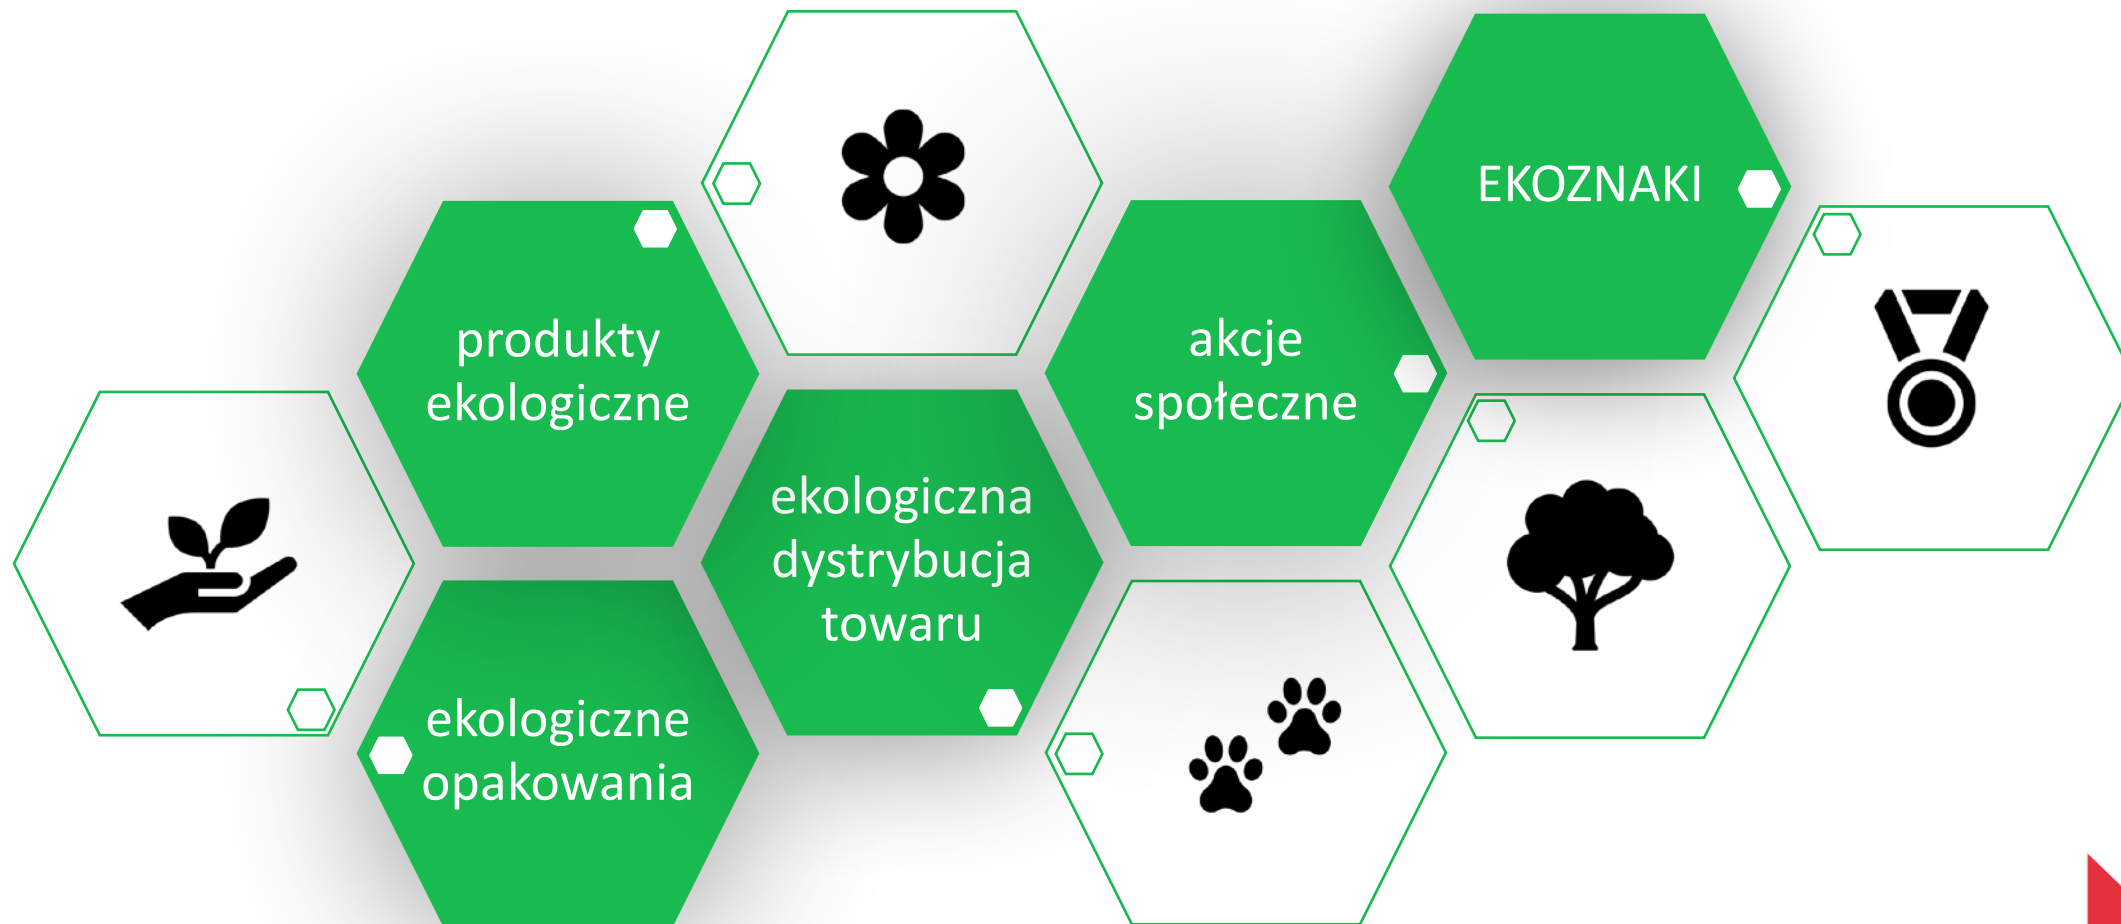 produkty
ekologiczne
ekologiczne
opakowania
ekologiczna
dystrybucja
towaru
akcje
społeczne
EKOZNAKI